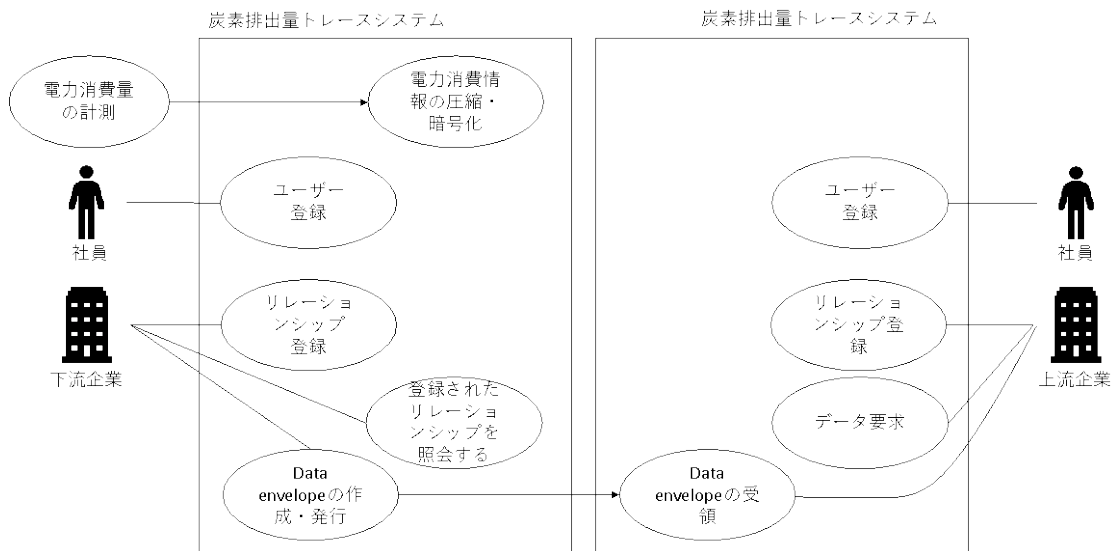 炭素排出量トレースシステム
炭素排出量トレースシステム
電力消費量
の計測
電力消費情
報の圧縮・
暗号化
社員
ユーザー
登録
ユーザー
登録
社員
下流企業
リレーショ
ンシップ
登録
リレーショ
ンシップ登
録
上流企業
登録された
リレーショ
ンシップを
照会する
データ要求
Data
envelopeの作
成・発行
Data
envelopeの受
領